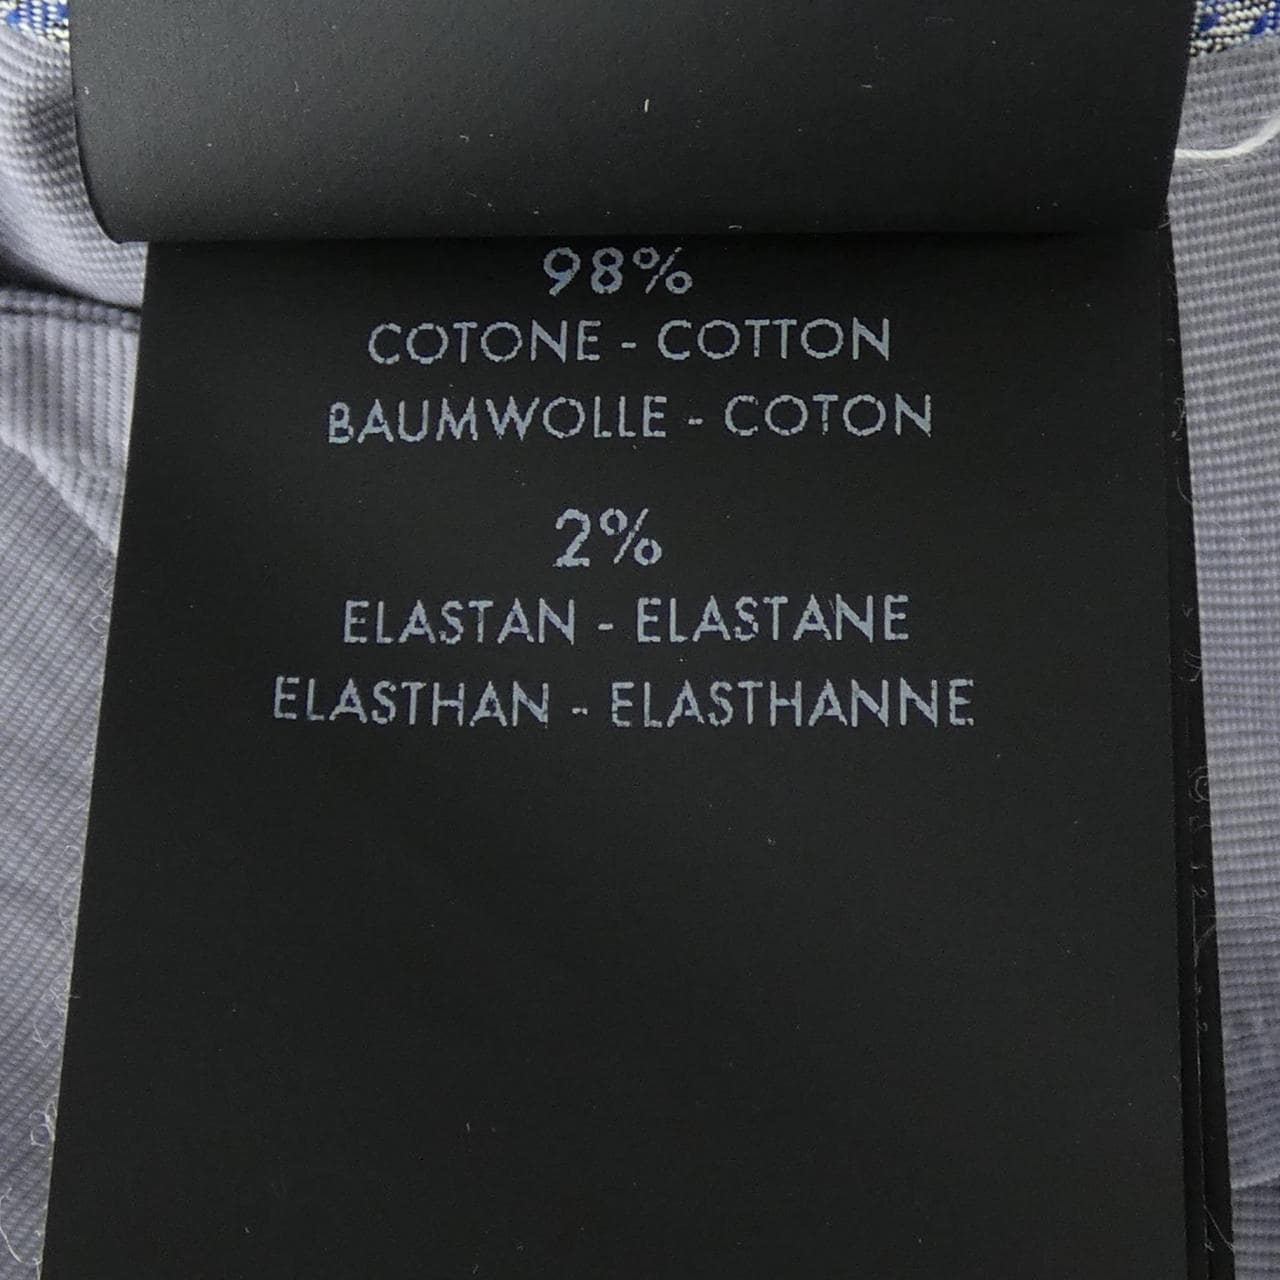 98%
COTONE - COTTON
BAUMWOLLE - COTON
2%
ELASTAN - ELASTANE
ELASTHAN - ELASTHANNE